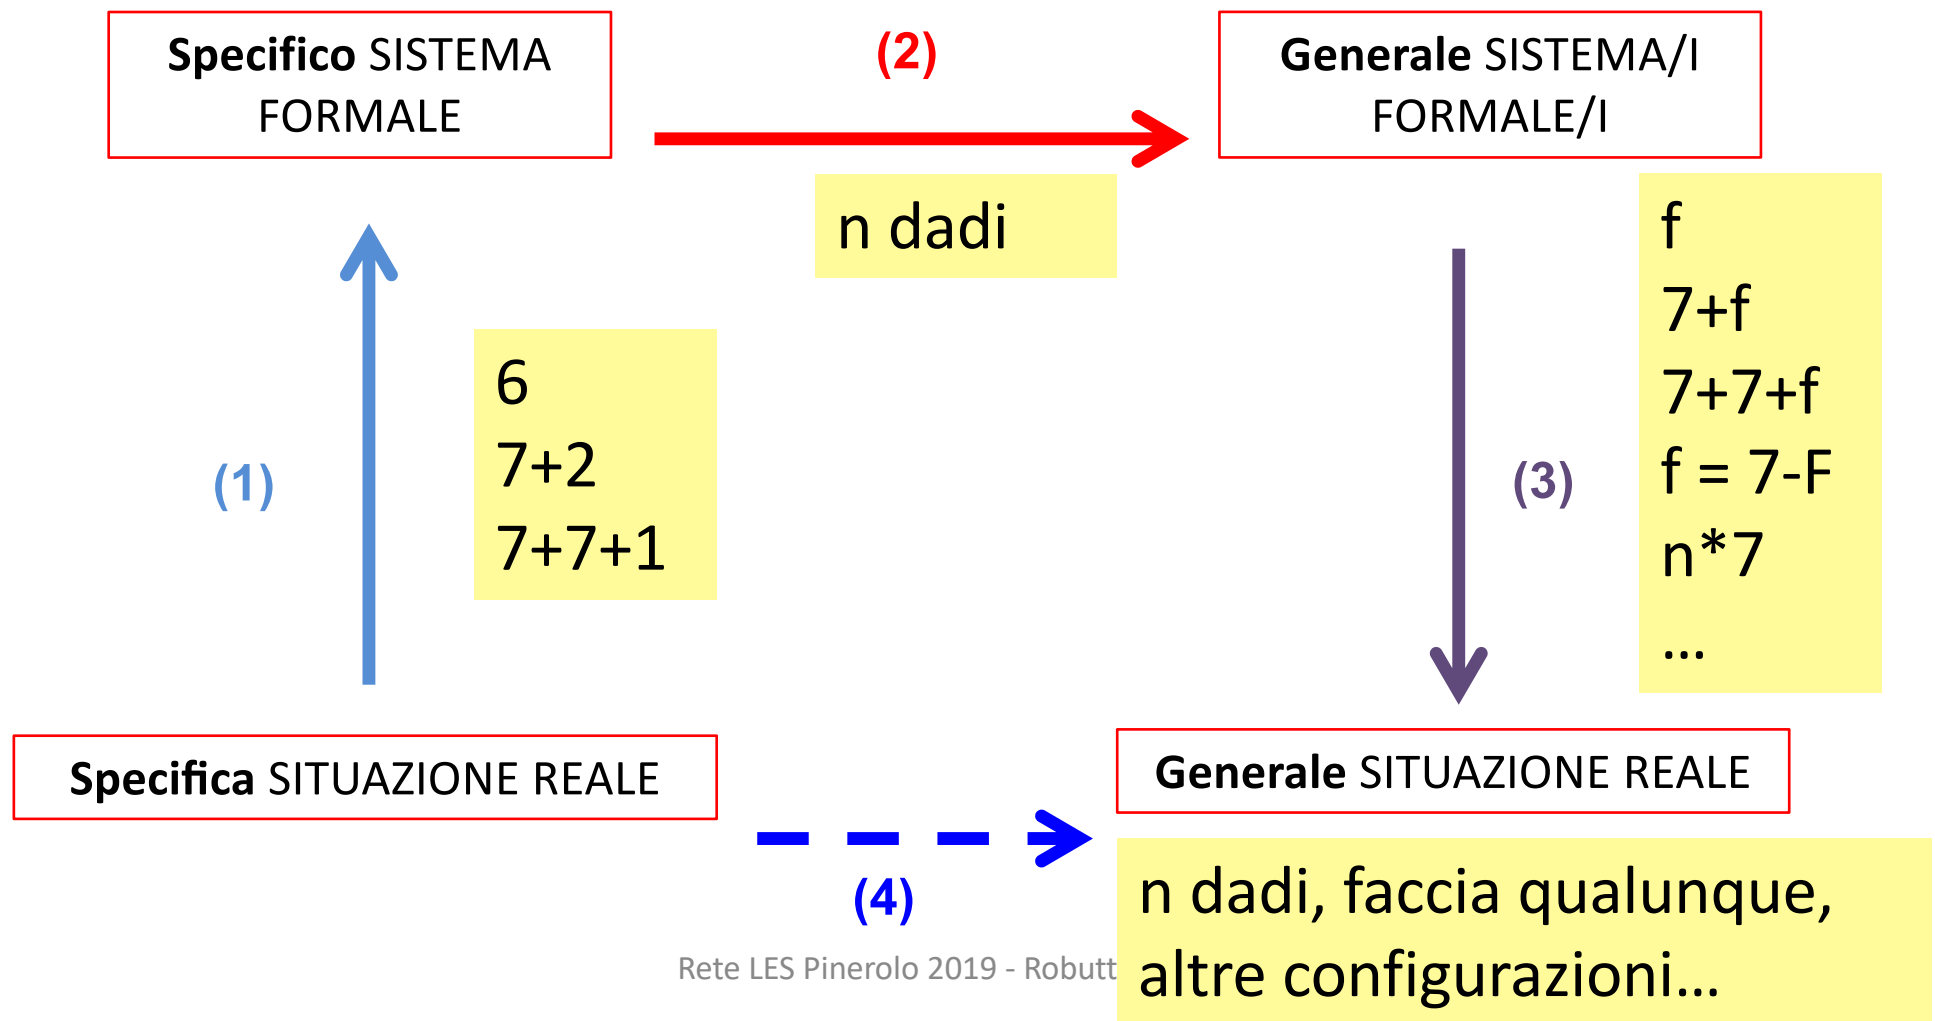 Specifico SISTEMA
FORMALE
(2)
Generale SISTEMA/I
FORMALE/I
n dadi
f
7+f
7+7+f
f = 7-F
n*7
...
(3)
6
7+2
7+7+1
(1)
Specifica SITUAZIONE REALE
Generale SITUAZIONE REALE
(4)
n dadi, faccia qualunque,
altre configurazioni...
Rete LES Pinerolo 2019 - Robutt